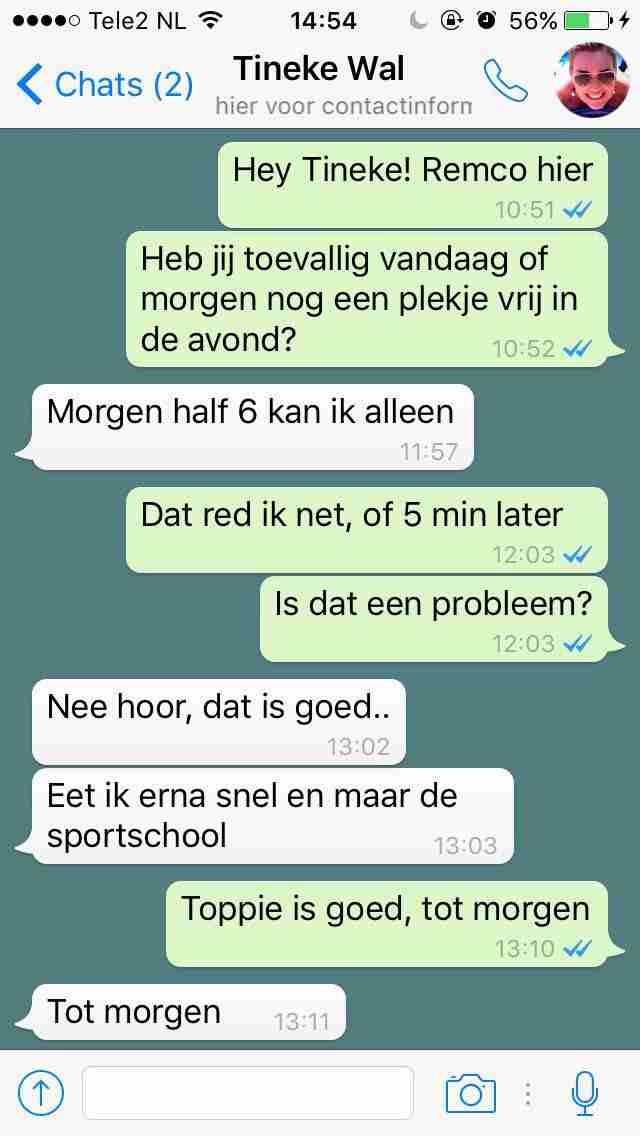 Tele2 NL 14:54 56%
Chats (2) Tineke Wal
hier voor contactinform
Hey Tineke! Remco hier
10:51
Heb jij toevallig vandaag of
morgen nog een plekje vrij in
de avond?
10:52
Morgen half 6 kan ik alleen
11:57
Dat red ik net, of 5 min later
12:03
Is dat een probleem?
12:03
Nee hoor, dat is goed..
13:02
Eet ik erna snel en maar de
sportschool
13:03
Toppie is goed, tot morgen
13:10
Tot morgen
13:11